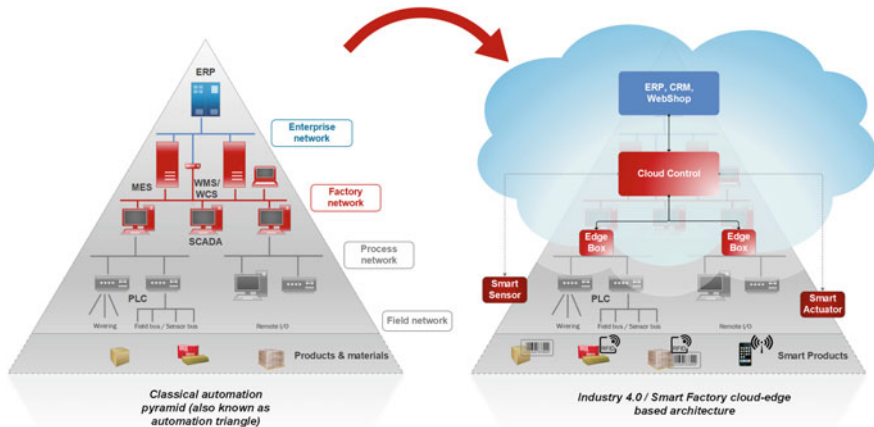 ERP
Enterprise
network
MES
WMS/
WCS
Factory
network
SCADA
Process
network
PLC
Wireing
Field bus / Sensor bus
Remote I/O
Field network
Products & materials
Classical automation
pyramid (also known as
automation triangle)
ERP, CRM,
WebShop
Cloud Control
Edge
Box
Edge
Box
Smart
Sensor
PLC
Smart
Actuator
Wireing
Field bus / Sensor bus
Remote I/O
RFID
RFID
Smart Products
Industry 4.0 / Smart Factory cloud-edge
based architecture